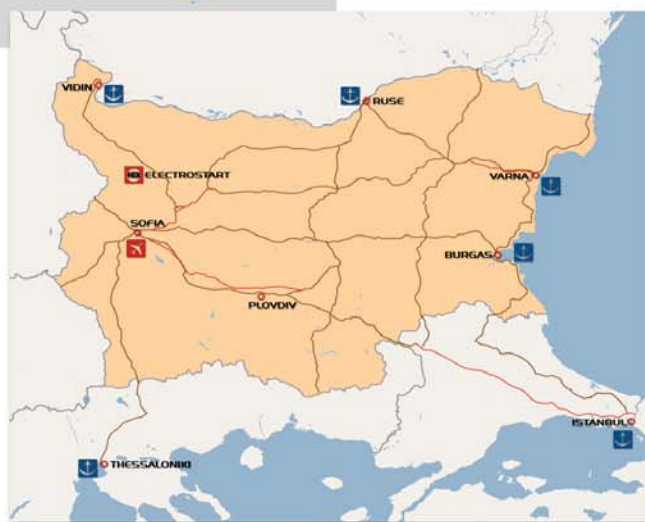 VIDIN
RUSE
ELECTROSTART
VARNA
SOFIA
BURGAS
PLOVDIV
ISTANBUL
THESSALONIKI